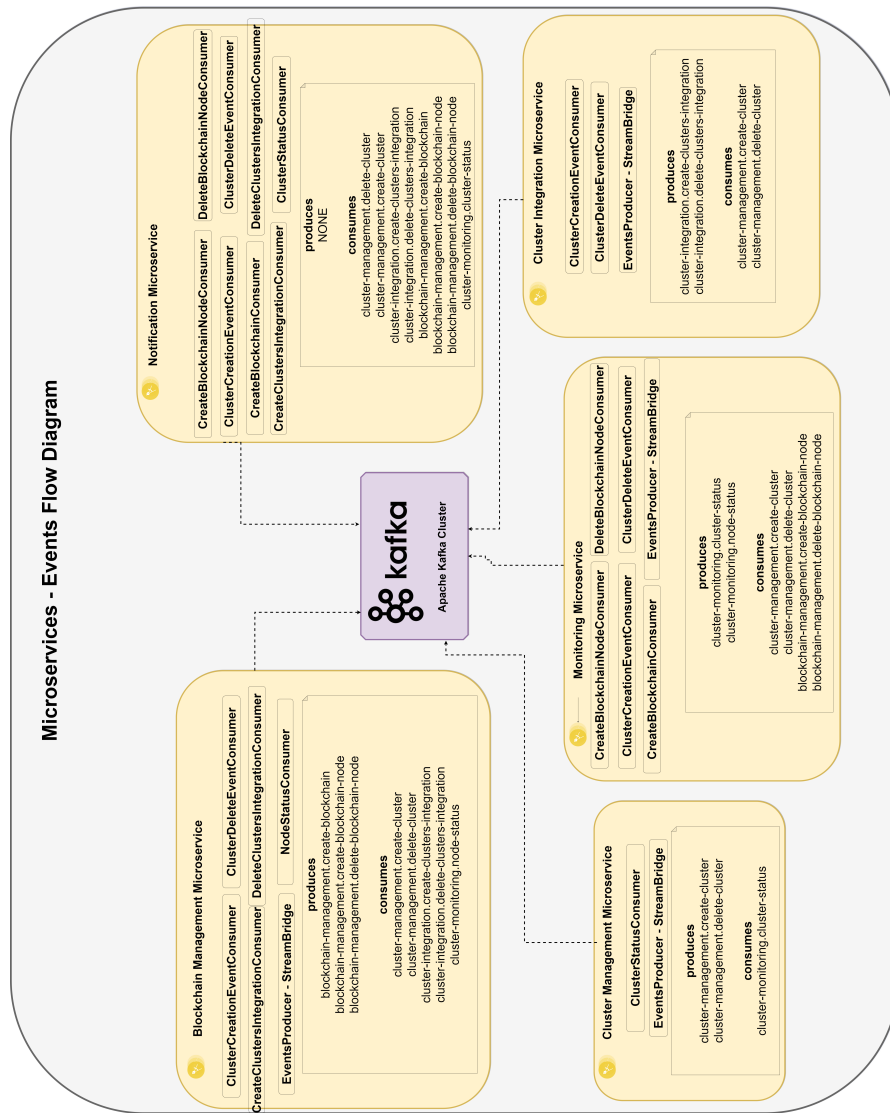 Microservices - Events Flow Diagram
Blockchain Management Microservice
ClusterCreationEventConsumer
ClusterDeleteEventConsumer
CreateClustersIntegrationConsumer
DeleteClustersIntegrationConsumer
EventsProducer - StreamBridge
NodeStatusConsumer
produces
blockchain-management.create-blockchain
blockchain-management.create-blockchain-node
blockchain-management.delete-blockchain-node
consumes
cluster-management.create-cluster
cluster-management.delete-cluster
cluster-integration.create-clusters-integration
cluster-integration.delete-clusters-integration
cluster-monitoring.node-status
Notification Microservice
CreateBlockchainNodeConsumer
DeleteBlockchainNodeConsumer
ClusterCreationEventConsumer
ClusterDeleteEventConsumer
CreateBlockchainConsumer
DeleteClustersIntegrationConsumer
CreateClustersIntegrationConsumer
ClusterStatusConsumer
produces
NONE
consumes
cluster-management.delete-cluster
cluster-management.create-cluster
cluster-integration.create-clusters-integration
cluster-integration.delete-clusters-integration
blockchain-management.create-blockchain
blockchain-management.create-blockchain-node
blockchain-management.delete-blockchain-node
cluster-monitoring.cluster-status
kafka
Apache Kafka Cluster
Cluster Management Microservice
ClusterStatusConsumer
EventsProducer - StreamBridge
produces
cluster-management.create-cluster
cluster-management.delete-cluster
consumes
cluster-monitoring.cluster-status
Monitoring Microservice
CreateBlockchainNodeConsumer
DeleteBlockchainNodeConsumer
ClusterCreationEventConsumer
ClusterDeleteEventConsumer
CreateBlockchainConsumer
EventsProducer - StreamBridge
produces
cluster-monitoring.cluster-status
cluster-monitoring.node-status
consumes
cluster-management.create-cluster
cluster-management.delete-cluster
blockchain-management.create-blockchain-node
blockchain-management.delete-blockchain-node
Cluster Integration Microservice
ClusterCreationEventConsumer
ClusterDeleteEventConsumer
EventsProducer - StreamBridge
produces
cluster-integration.create-clusters-integration
cluster-integration.delete-clusters-integration
consumes
cluster-management.create-cluster
cluster-management.delete-cluster